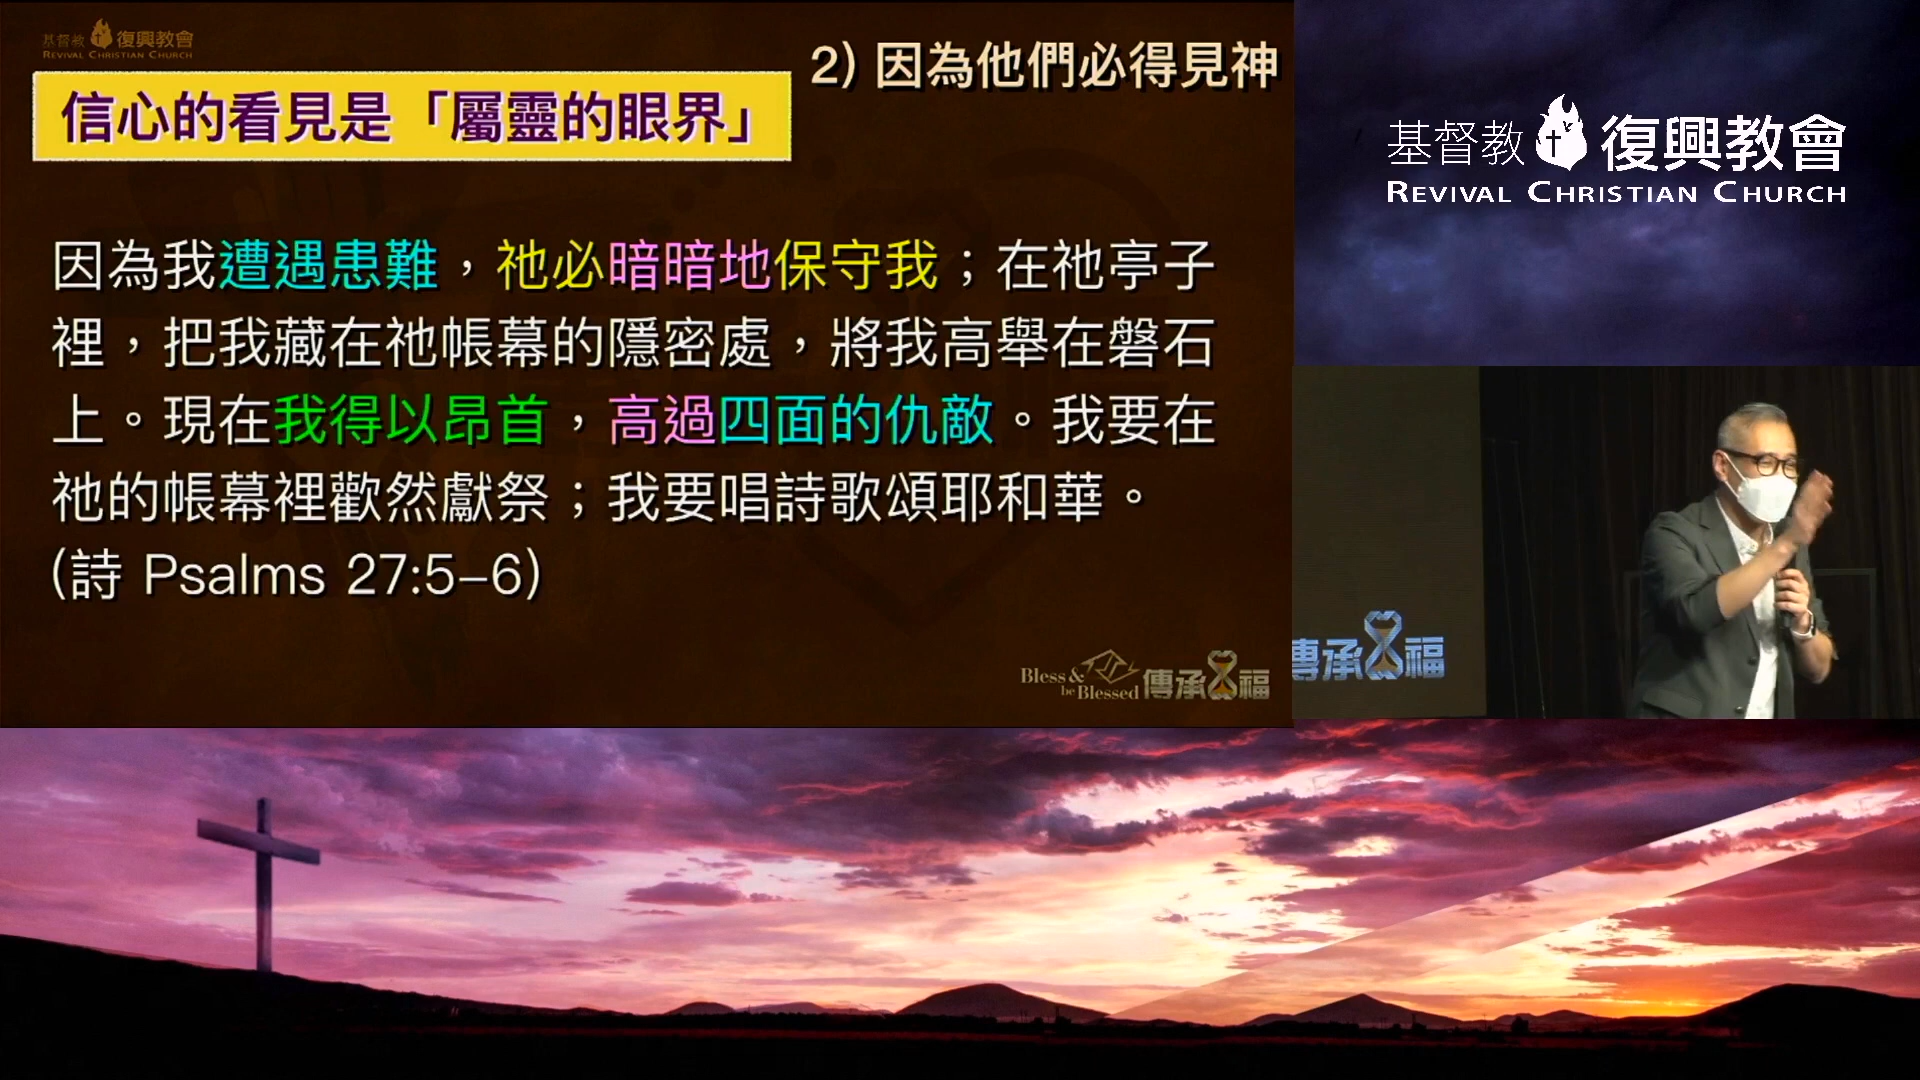 基督教 復興教會
REVIVAL CHRISTIAN CHURCH
2) 因為他們必得見神
信心的看見是「屬靈的眼界」
因為我遭遇患難，祂必暗暗地保守我；在祂亭子
裡，把我藏在祂帳幕的隱密處，將我高舉在磐石
上。現在我得以昂首，高過四面的仇敵。我要在
祂的帳幕裡歡然獻祭；我要唱詩歌頌耶和華。
(詩 Psalms 27:5–6)
Bless &
be Blessed 傳承福
基督教 復興教會
REVIVAL CHRISTIAN CHURCH
傳承福